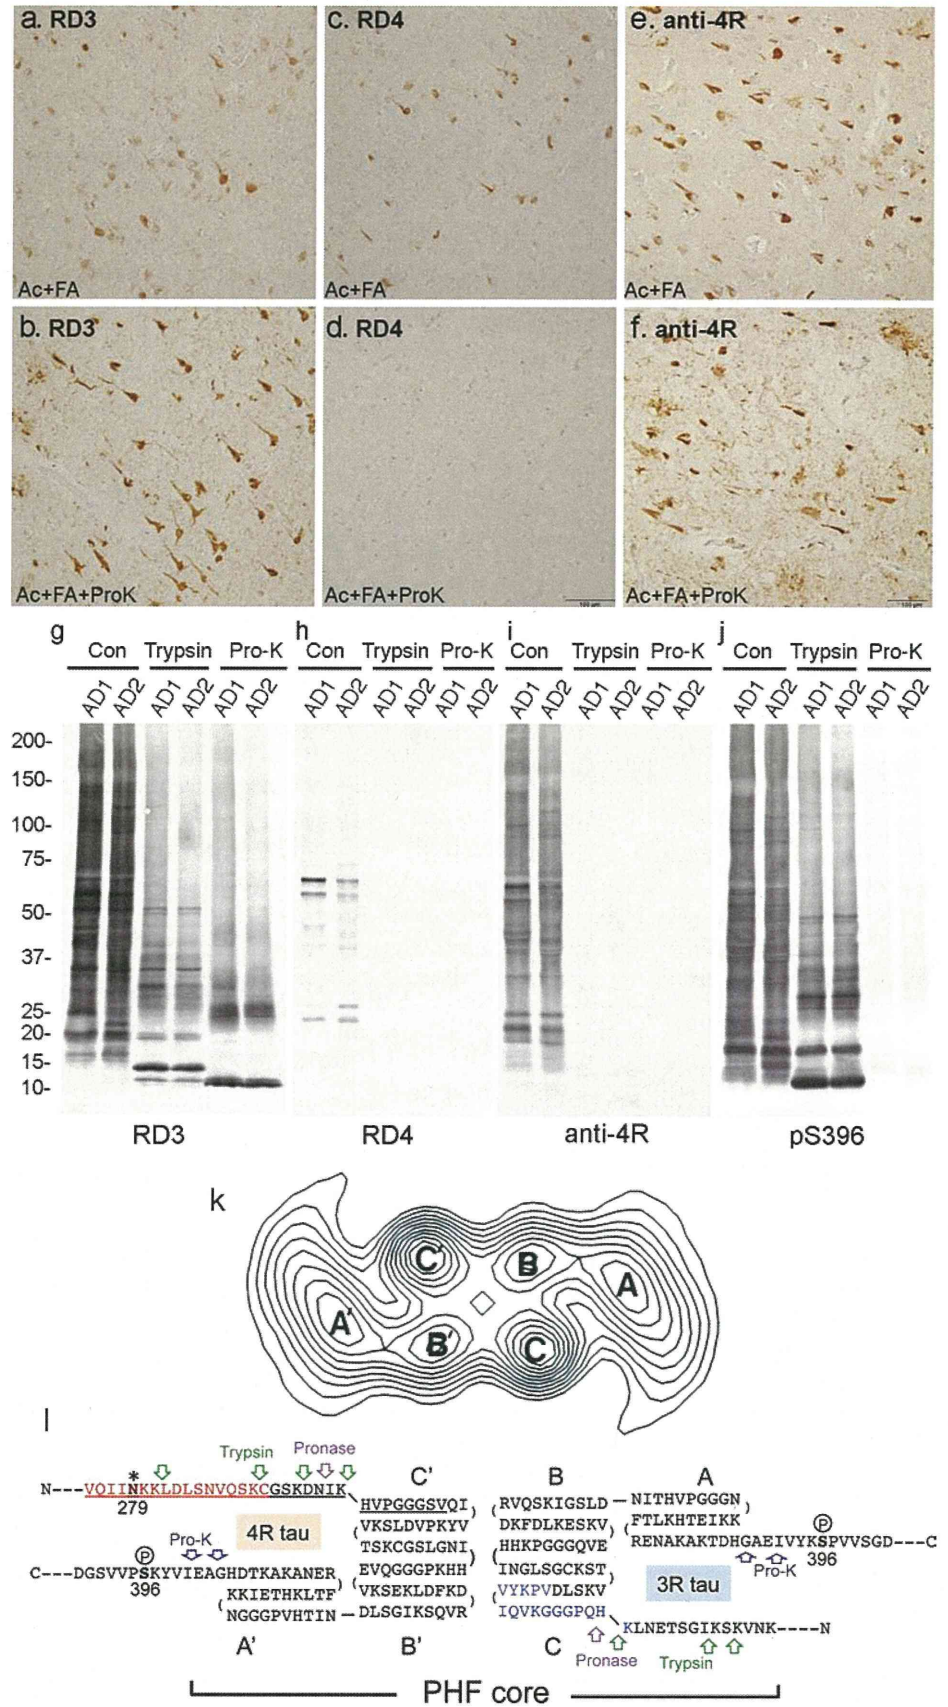 a. RD3
c. RD4
e. anti-4R
Ac+FA
Ac+FA
Ac+FA
b. RD3
d. RD4
f. anti-4R
Ac+FA+ProK
Ac+FA+ProK
100 µm
Ac+FA+ProK
100 µm
g
Con Trypsin Pro-K
h
Con Trypsin Pro-K
i
Con Trypsin Pro-K
j
Con Trypsin Pro-K
AD1 AD2 AD1 AD2 AD1 AD2
AD1 AD2 AD1 AD2 AD1 AD2
AD1 AD2 AD1 AD2 AD1 AD2
AD1 AD2 AD1 AD2 AD1 AD2
200-
150-
100-
75-
50-
37-
25-
20-
15-
10-
RD3
RD4
anti-4R
pS396
k
C'
B
A
A'
B'
C
l
Trypsin
Pronase
*
N---VQIINKKLDLSNVQSKCGSKDNIK
279
C'
HVPGGGSVQI
VKSLDVPKYV
TSKCGSLGNI
EVQGGGPKHH
VKSEKLDFKD
DLSGIKSQVR
B'
4R tau
Pro-K
P
C--DGSVVPSKYVIEAGHDTKAKANER
396
KKIETHKLTF
NGGGPVHTIN
A'
B
RVQSKIGSLD
DKFDLKESKV
HHKPGGGQVE
INGLSGCKST
VYKPVDLSKV
IQVKGGGPQH
C
A
NITHVPGGGN
FTLKHTEIKK
P
RENAKAKTDHGAEIVYKSPVVSGD---C
396
Pro-K
3R tau
KLNETSGIKSKVNK----N
Pronase
Trypsin
PHF core